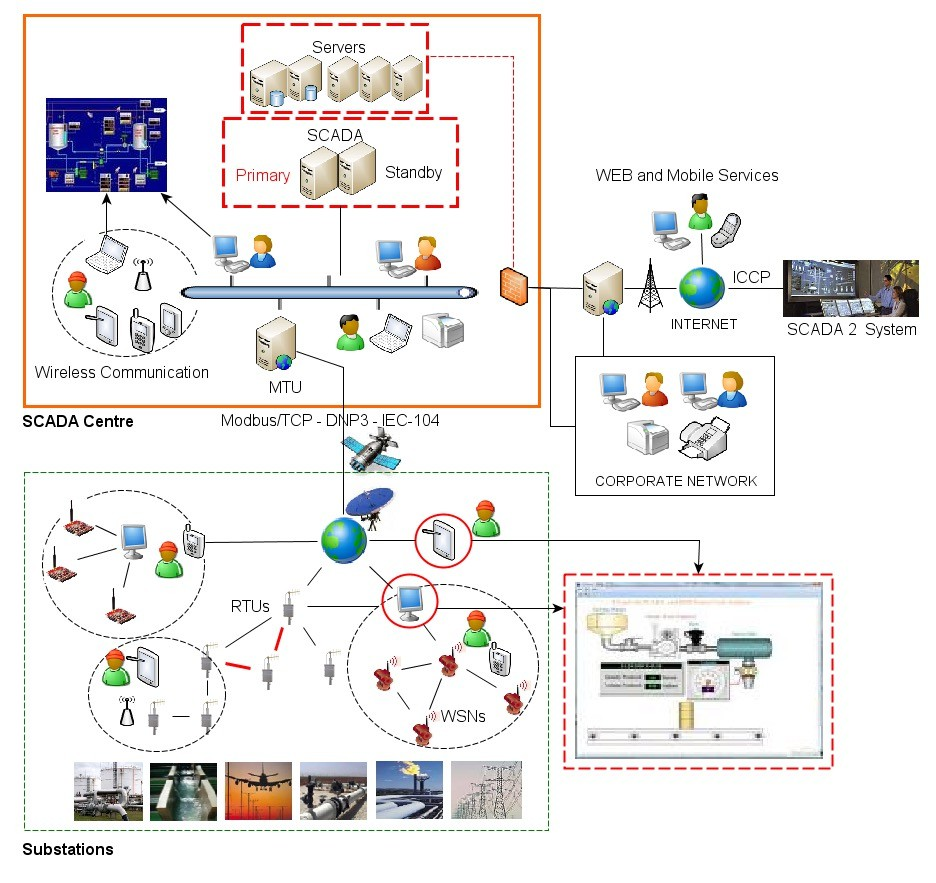 Servers
SCADA
Primary
Standby
WEB and Mobile Services
ICCP
INTERNET
SCADA 2 System
Wireless Communication
MTU
SCADA Centre
Modbus/TCP - DNP3 - IEC-104
CORPORATE NETWORK
RTUs
WSNs
Substations